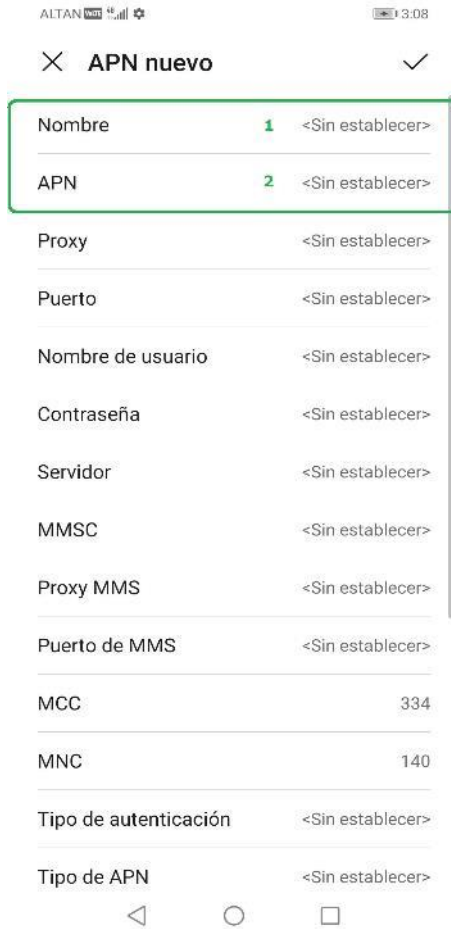 ALTAN VoLTE 3:08
APN nuevo
Nombre 1 <Sin establecer>
APN 2 <Sin establecer>
Proxy <Sin establecer>
Puerto <Sin establecer>
Nombre de usuario <Sin establecer>
Contraseña <Sin establecer>
Servidor <Sin establecer>
MMSC <Sin establecer>
Proxy MMS <Sin establecer>
Puerto de MMS <Sin establecer>
MCC 334
MNC 140
Tipo de autenticación <Sin establecer>
Tipo de APN <Sin establecer>